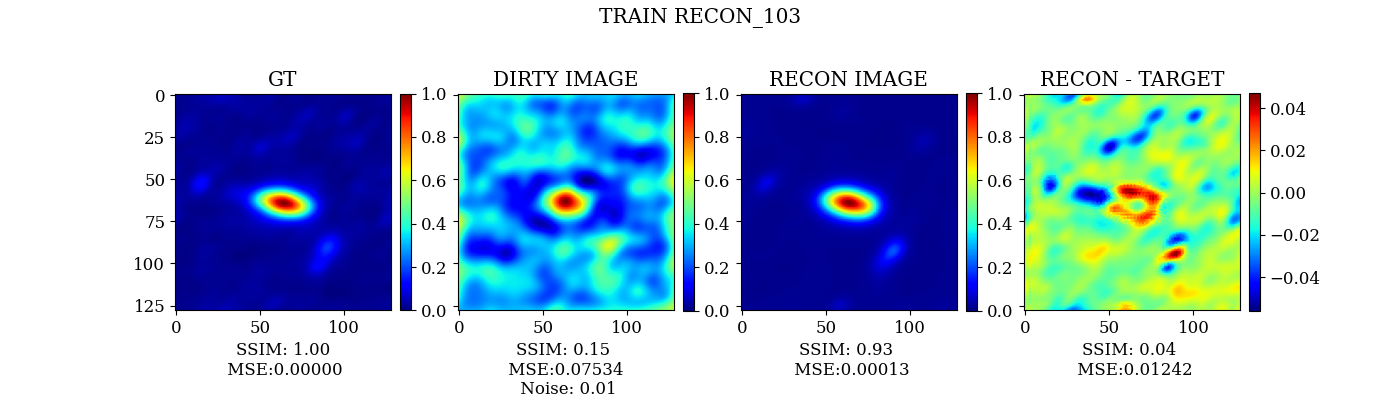 TRAIN RECON_103
GT
DIRTY IMAGE
RECON IMAGE
RECON - TARGET
0
25
50
75
100
125
0
50
100
1.0
0.8
0.6
0.4
0.2
0.0
0
50
100
1.0
0.8
0.6
0.4
0.2
0.0
0
50
100
1.0
0.8
0.6
0.4
0.2
0.0
0
50
100
0.04
0.02
0.00
−0.02
−0.04
SSIM: 1.00
MSE:0.00000
SSIM: 0.15
MSE:0.07534
Noise: 0.01
SSIM: 0.93
MSE:0.00013
SSIM: 0.04
MSE:0.01242